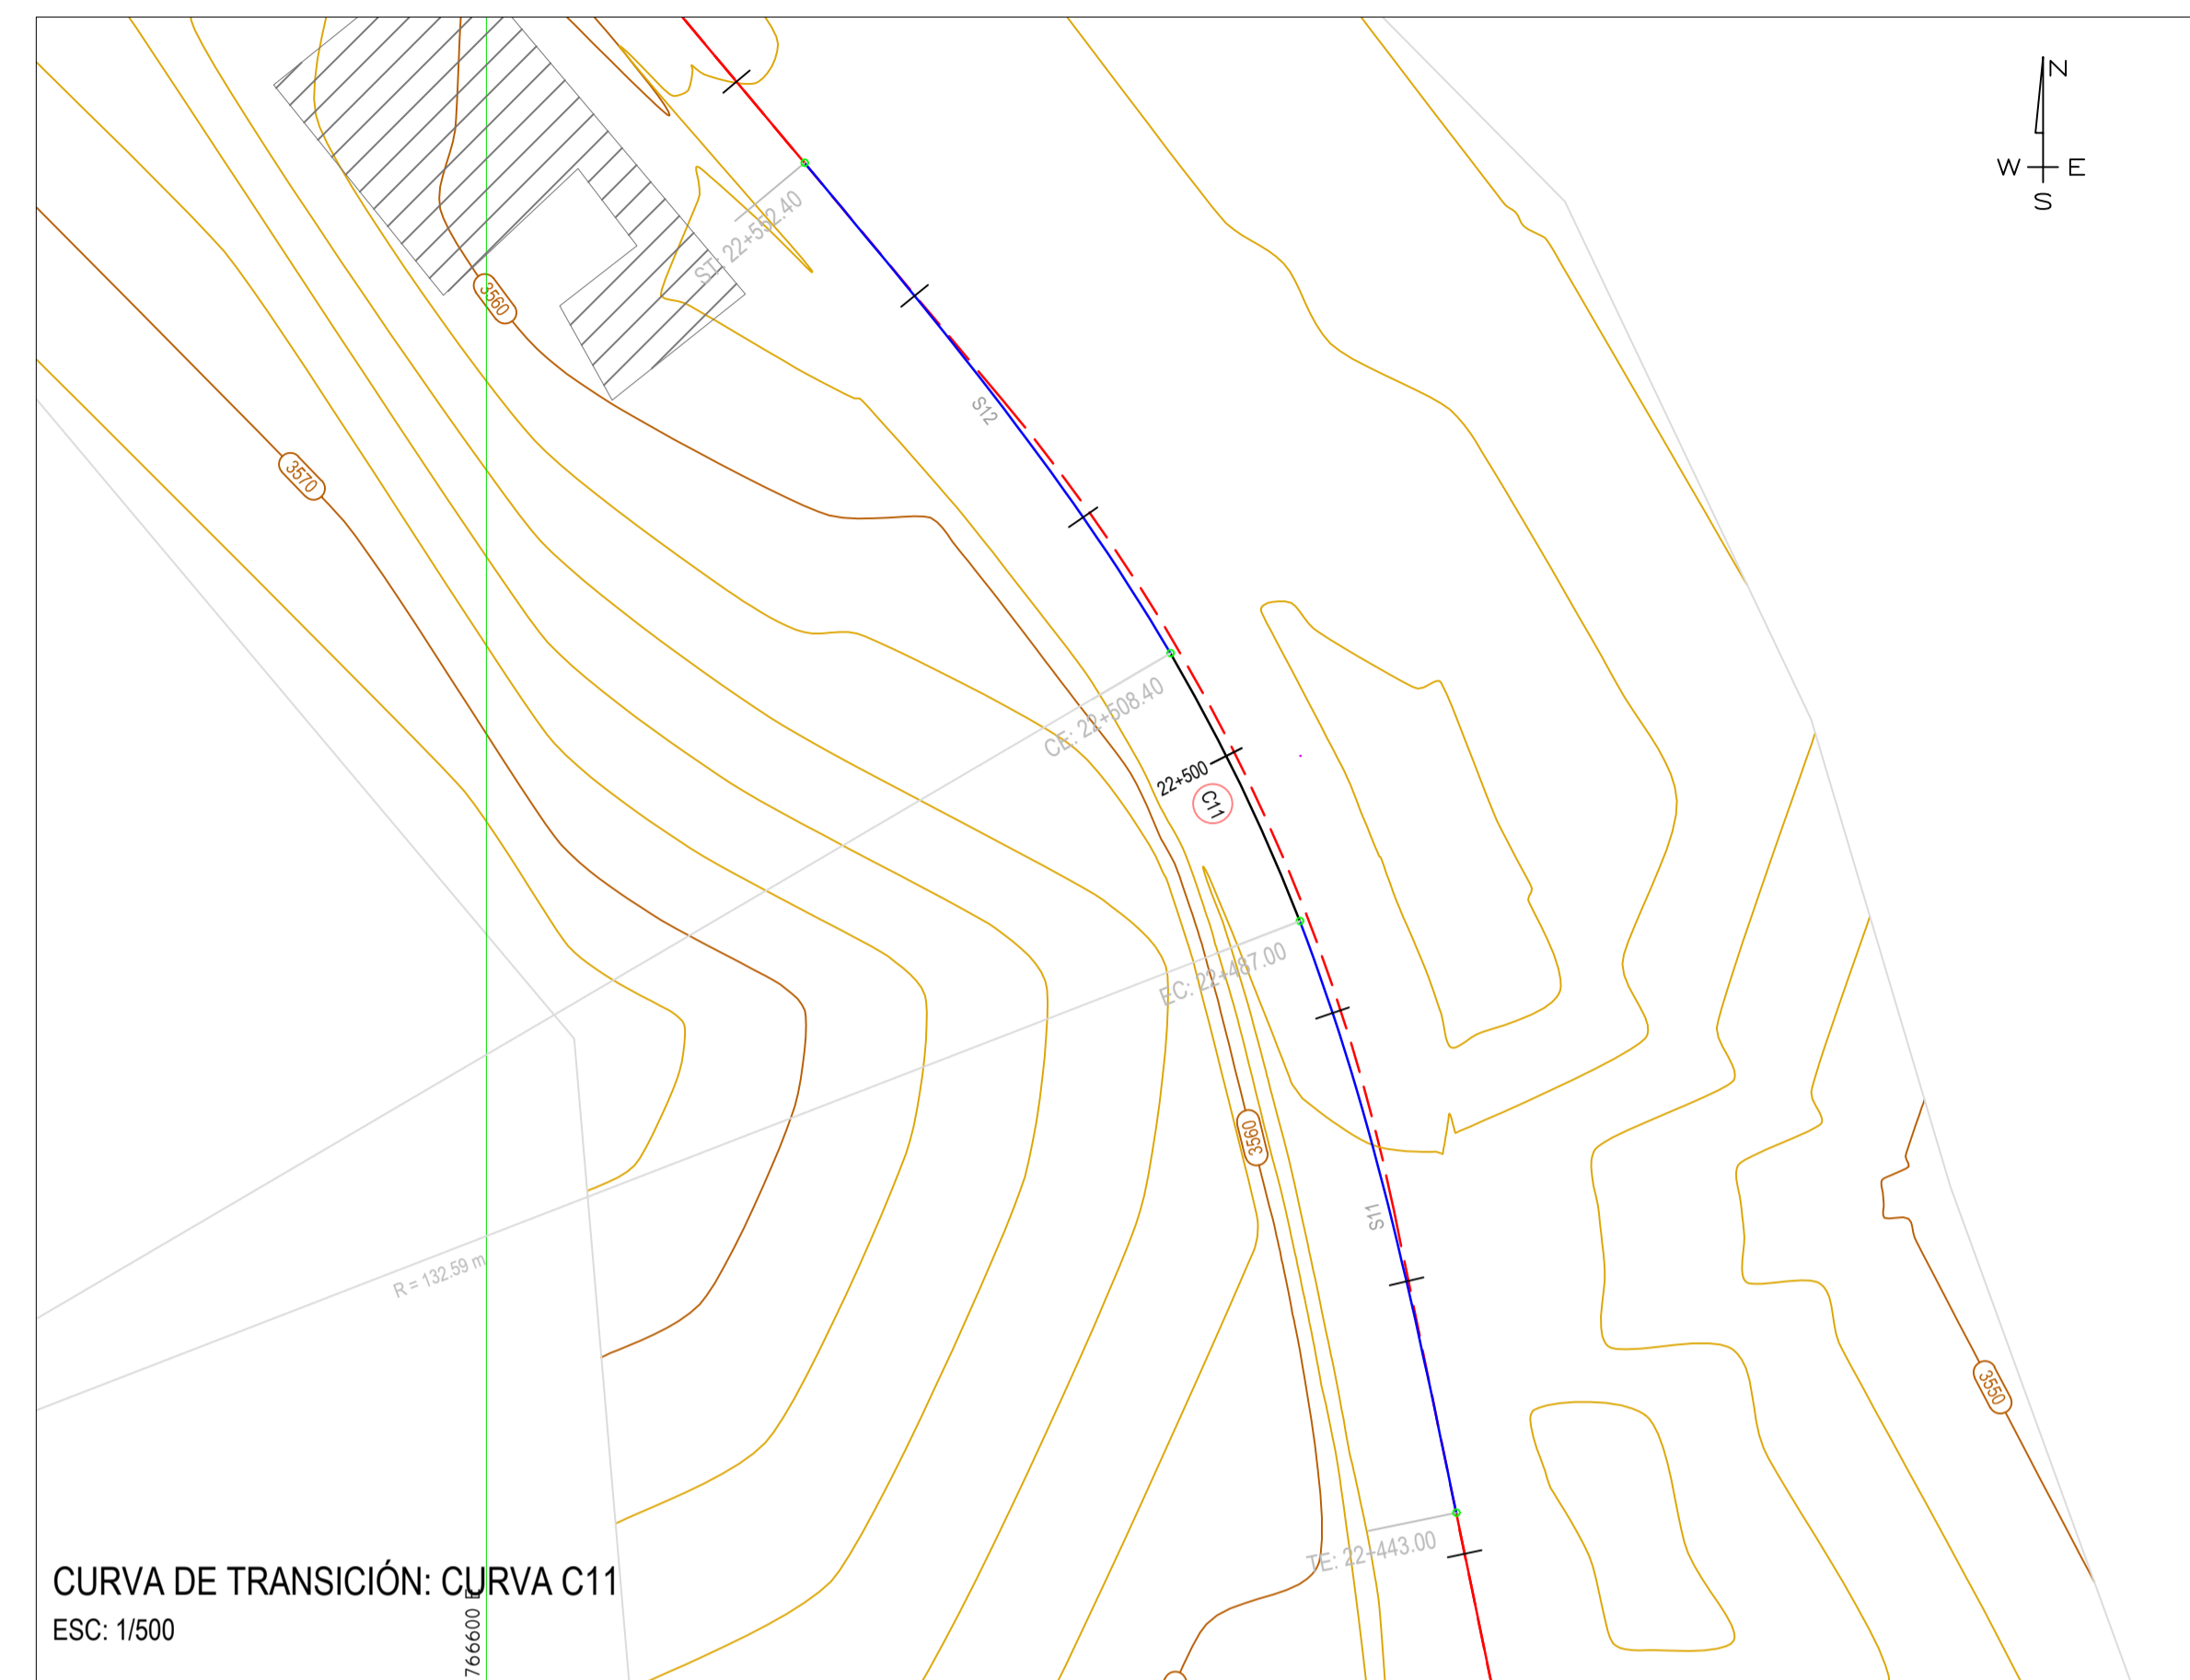 N
W E
S
ST: 22+552.40
3560
S12
3570
CE: 22+508.40
22+500
C11
EC: 22+487.00
3560
S11
R = 132.59 m
3550
TE: 22+443.00
CURVA DE TRANSICIÓN: CURVA C11
ESC: 1/500
766600 E